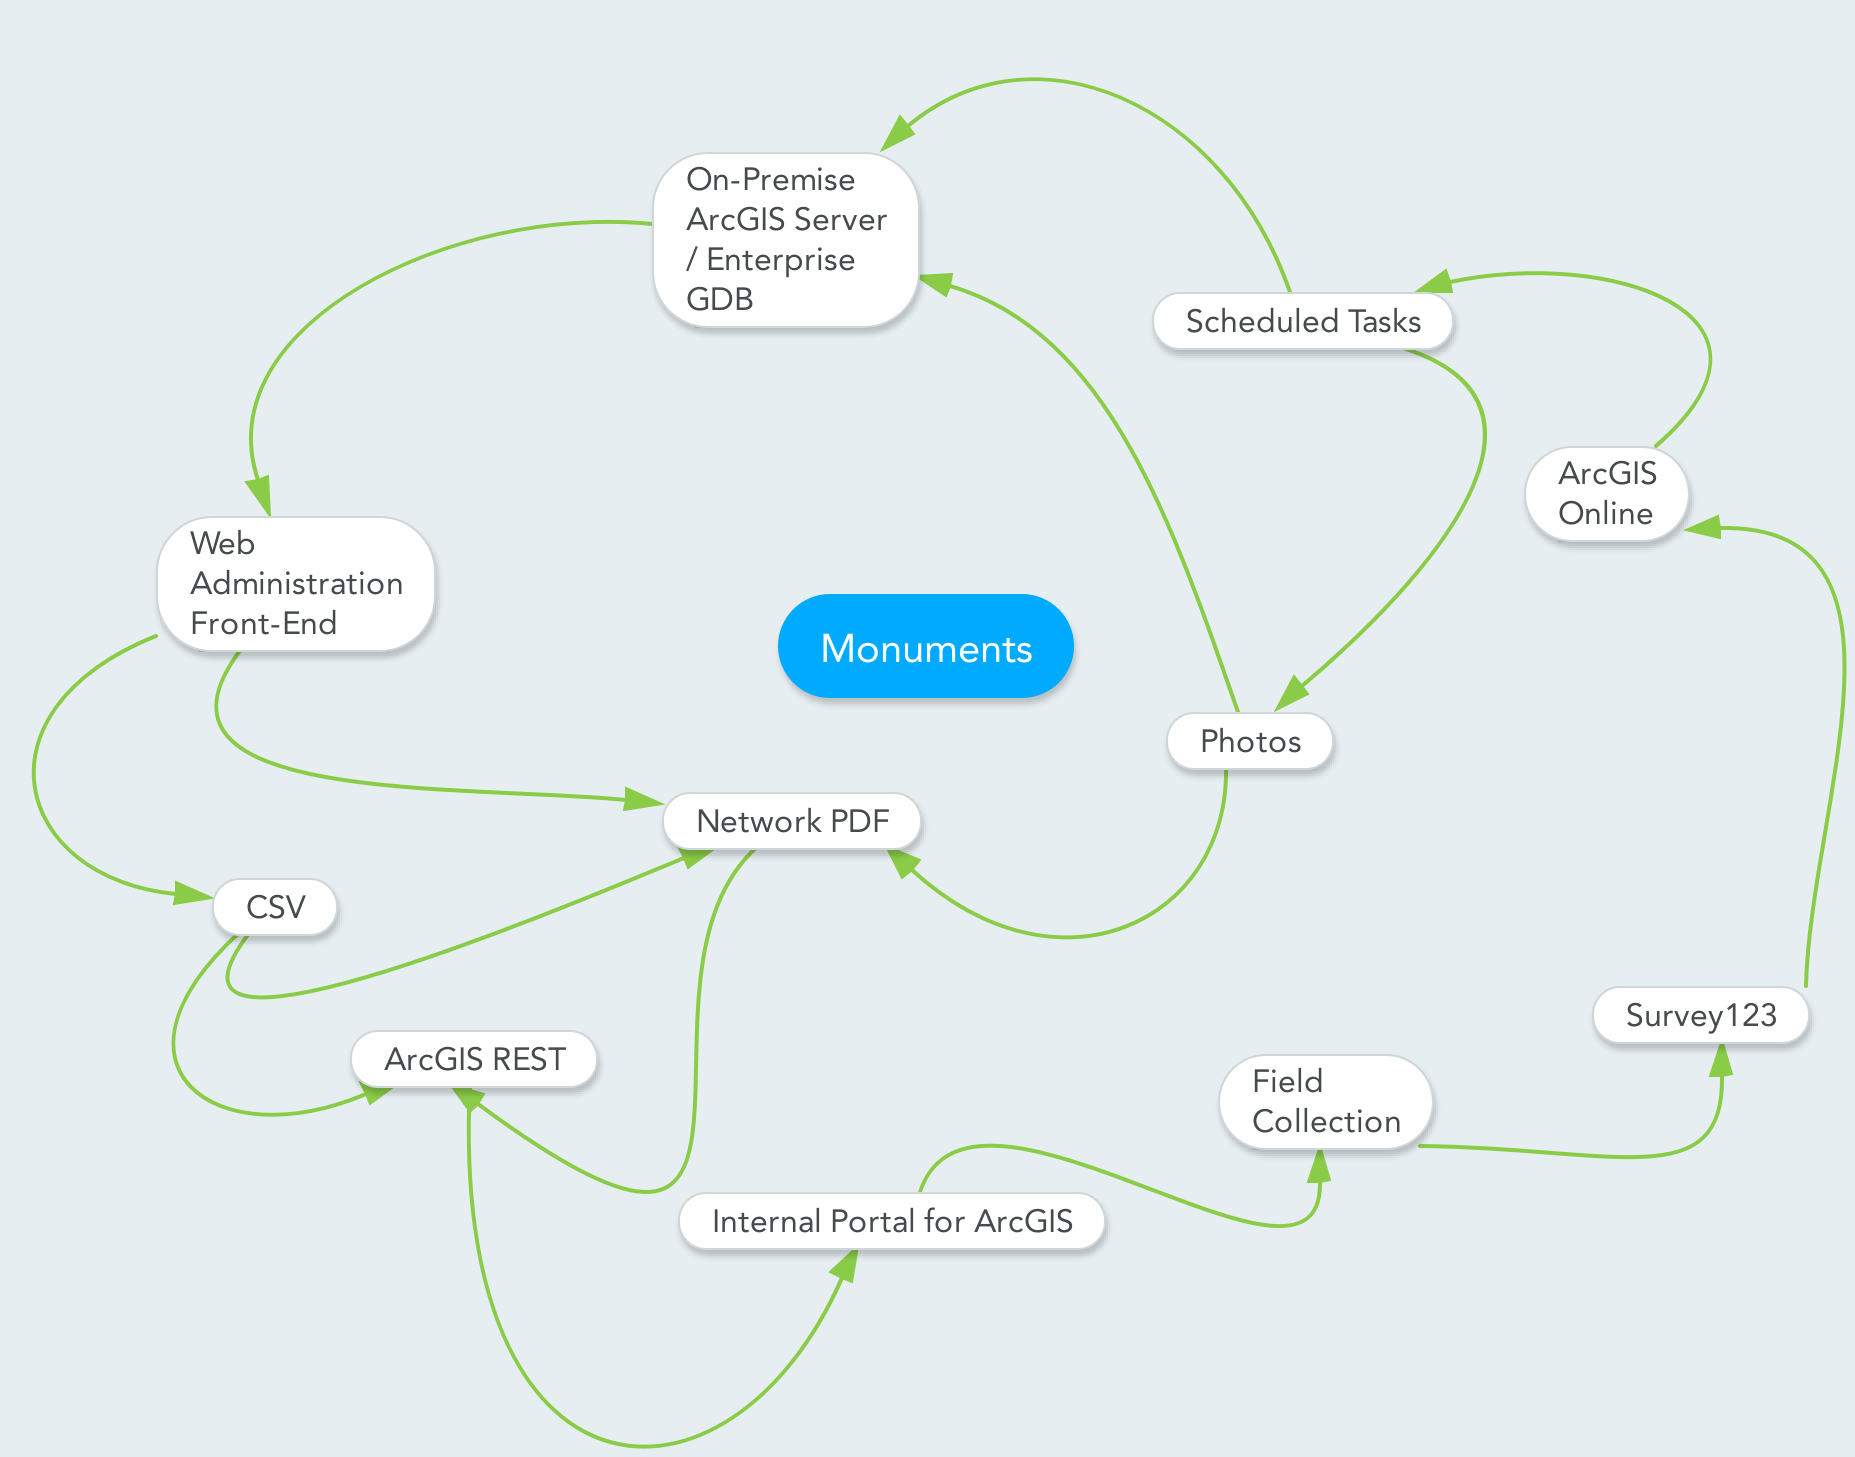 On-Premise
ArcGIS Server
/ Enterprise
GDB
Scheduled Tasks
ArcGIS
Online
Web
Administration
Front-End
Monuments
Photos
Network PDF
CSV
Survey123
ArcGIS REST
Field
Collection
Internal Portal for ArcGIS